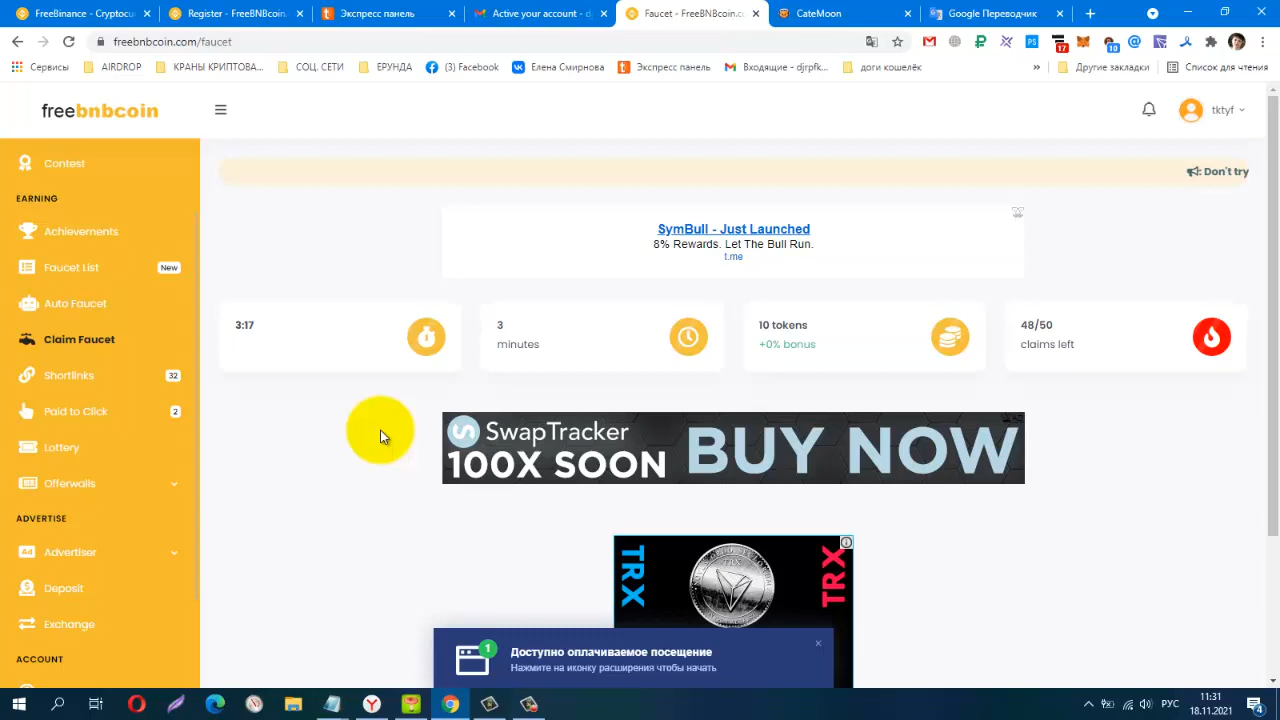 FreeBinance - Cryptocu
Register - FreeBNBcoin.
Экспресс панель
Active your account - dj
Faucet - FreeBNBcoin.c
CateMoon
Google Переводчик
freebnbcoin.com/faucet
17
10
Сервисы
AIRDROP
КРАНЫ КРИПТОВА...
СОЦ. СЕТИ
ЕРУНДА
(3) Facebook
Елена Смирнова
Экспресс панель
Входящие - djrpfk...
доги кошелёк
»
Другие закладки
Список для чтения
freebnbcoin
tktyf
Contest
: Don't try
EARNING
Achievements
Faucet List
New
Auto Faucet
Claim Faucet
Shortlinks
32
Paid to Click
2
Lottery
Offerwalls
ADVERTISE
Advertiser
Deposit
Exchange
ACCOUNT
SymBull - Just Launched
8% Rewards. Let The Bull Run.
t.me
3:17
3
minutes
10 tokens
+0% bonus
48/50
claims left
SwapTracker
100X SOON
BUY NOW
TRX
TRX
1
Доступно оплачиваемое посещение
Нажмите на иконку расширения чтобы начать
РУС
11:31
18.11.2021
4